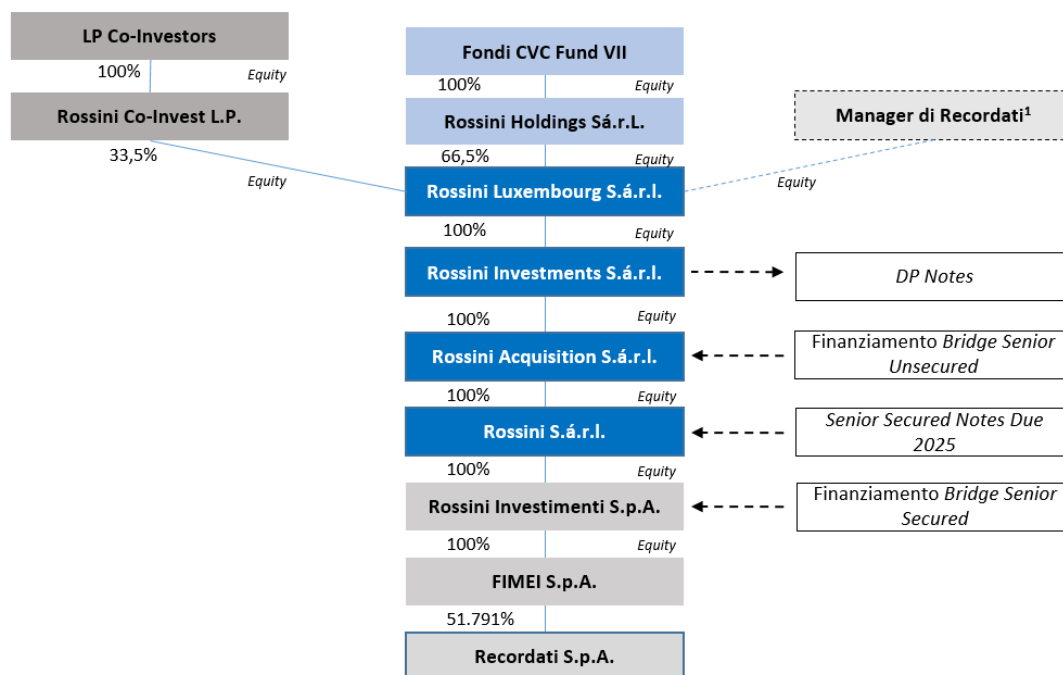 LP Co-Investors
Fondi CVC Fund VII
100%
Equity
100%
Equity
Rossini Co-Invest L.P.
Rossini Holdings Sá.r.L.
Manager di Recordati¹
33,5%
66,5%
Equity
Equity
Equity
Rossini Luxembourg S.á.r.l.
100%
Equity
Rossini Investments S.á.r.l.
DP Notes
100%
Equity
Rossini Acquisition S.á.r.l.
Finanziamento Bridge Senior
Unsecured
100%
Equity
Rossini S.á.r.l.
Senior Secured Notes Due
2025
100%
Equity
Rossini Investimenti S.p.A.
Finanziamento Bridge Senior
Secured
100%
Equity
FIMEI S.p.A.
51.791%
Recordati S.p.A.